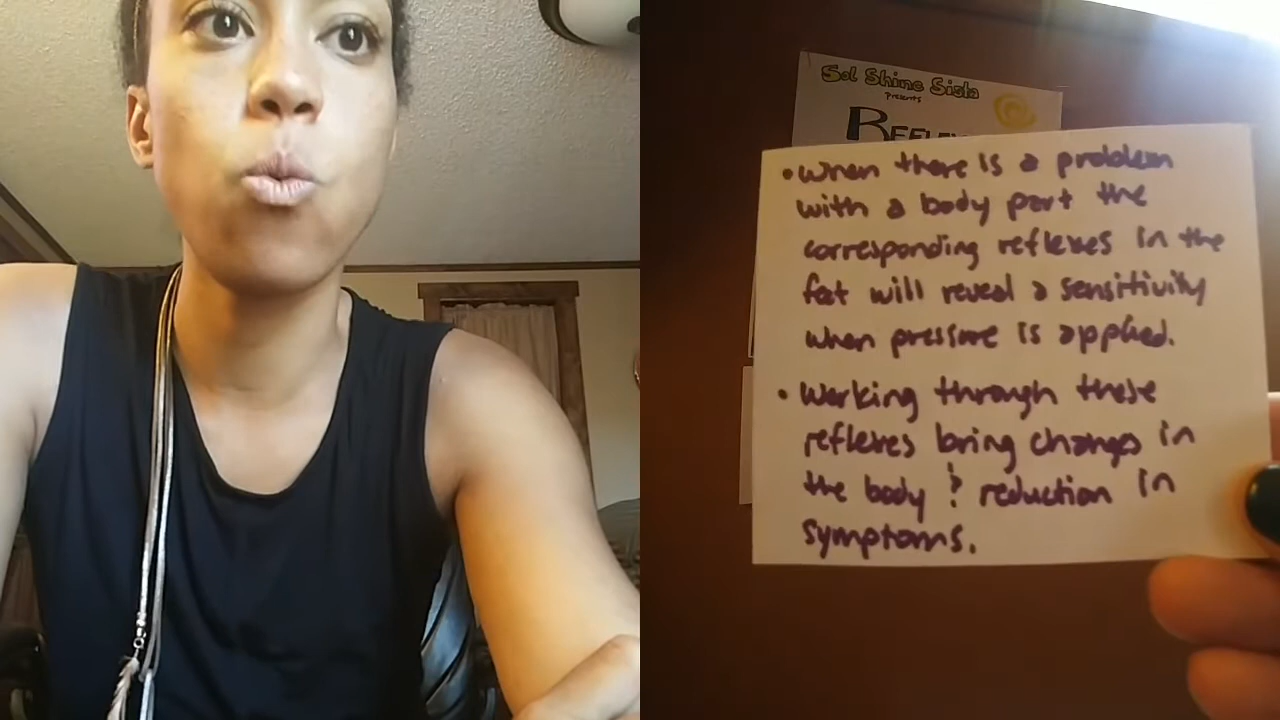 Sol Shine Sista
Presents
REFLEX
• When there is a problem
with a body part the
corresponding reflexes in the
feet will reveal a sensitivity
when pressure is applied.
• Working through these
reflexes bring changes in
the body & reduction in
symptoms.